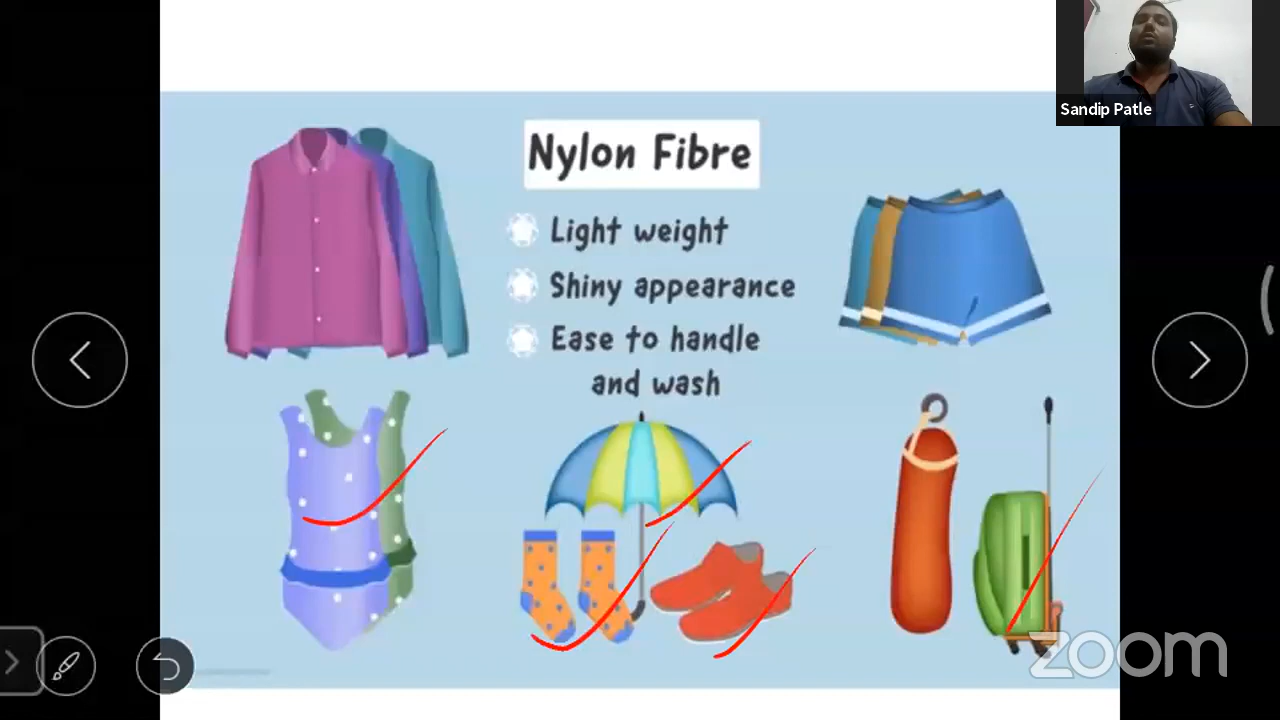 Sandip Patle
Nylon Fibre
Light weight
Shiny appearance
Ease to handle
and wash
zoom